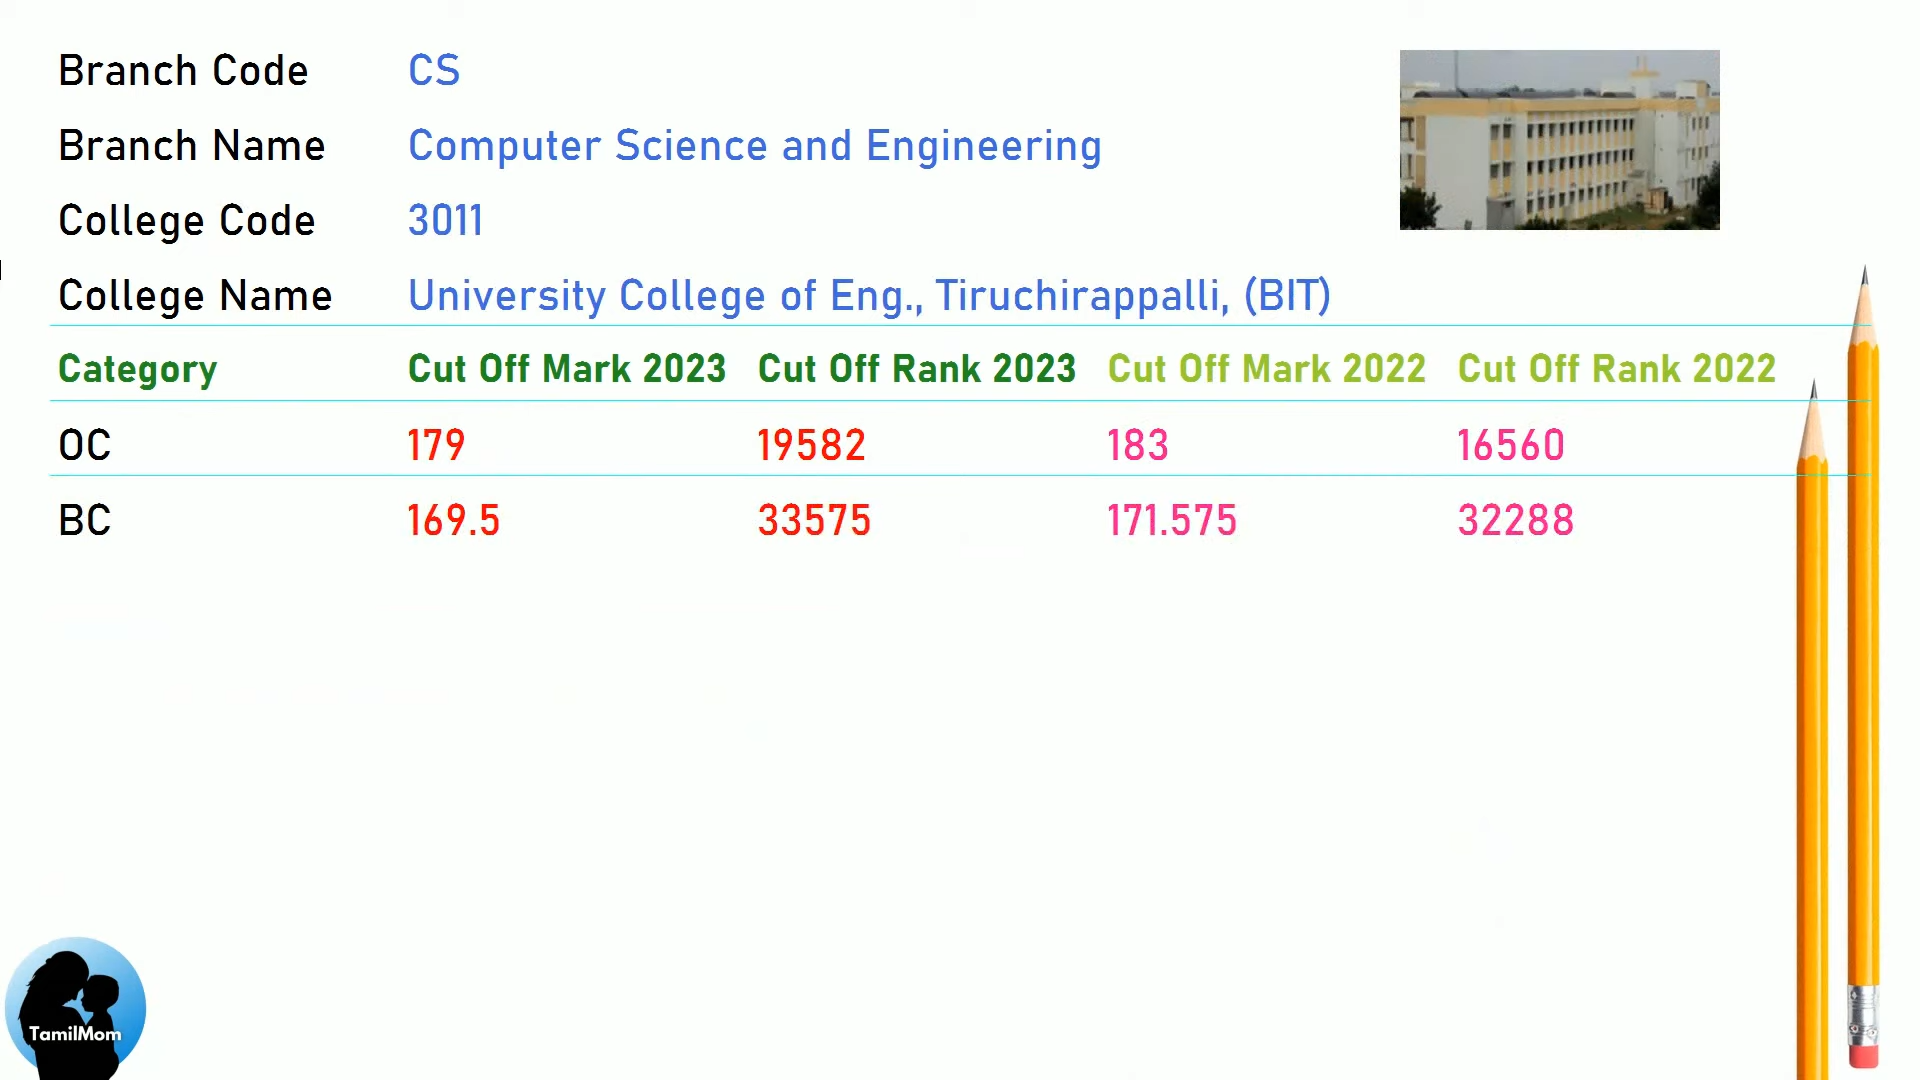 Branch Code CS
Branch Name Computer Science and Engineering
College Code 3011
College Name University College of Eng., Tiruchirappalli, (BIT)
Category Cut Off Mark 2023 Cut Off Rank 2023 Cut Off Mark 2022 Cut Off Rank 2022
OC 179 19582 183 16560
BC 169.5 33575 171.575 32288
TamilMom